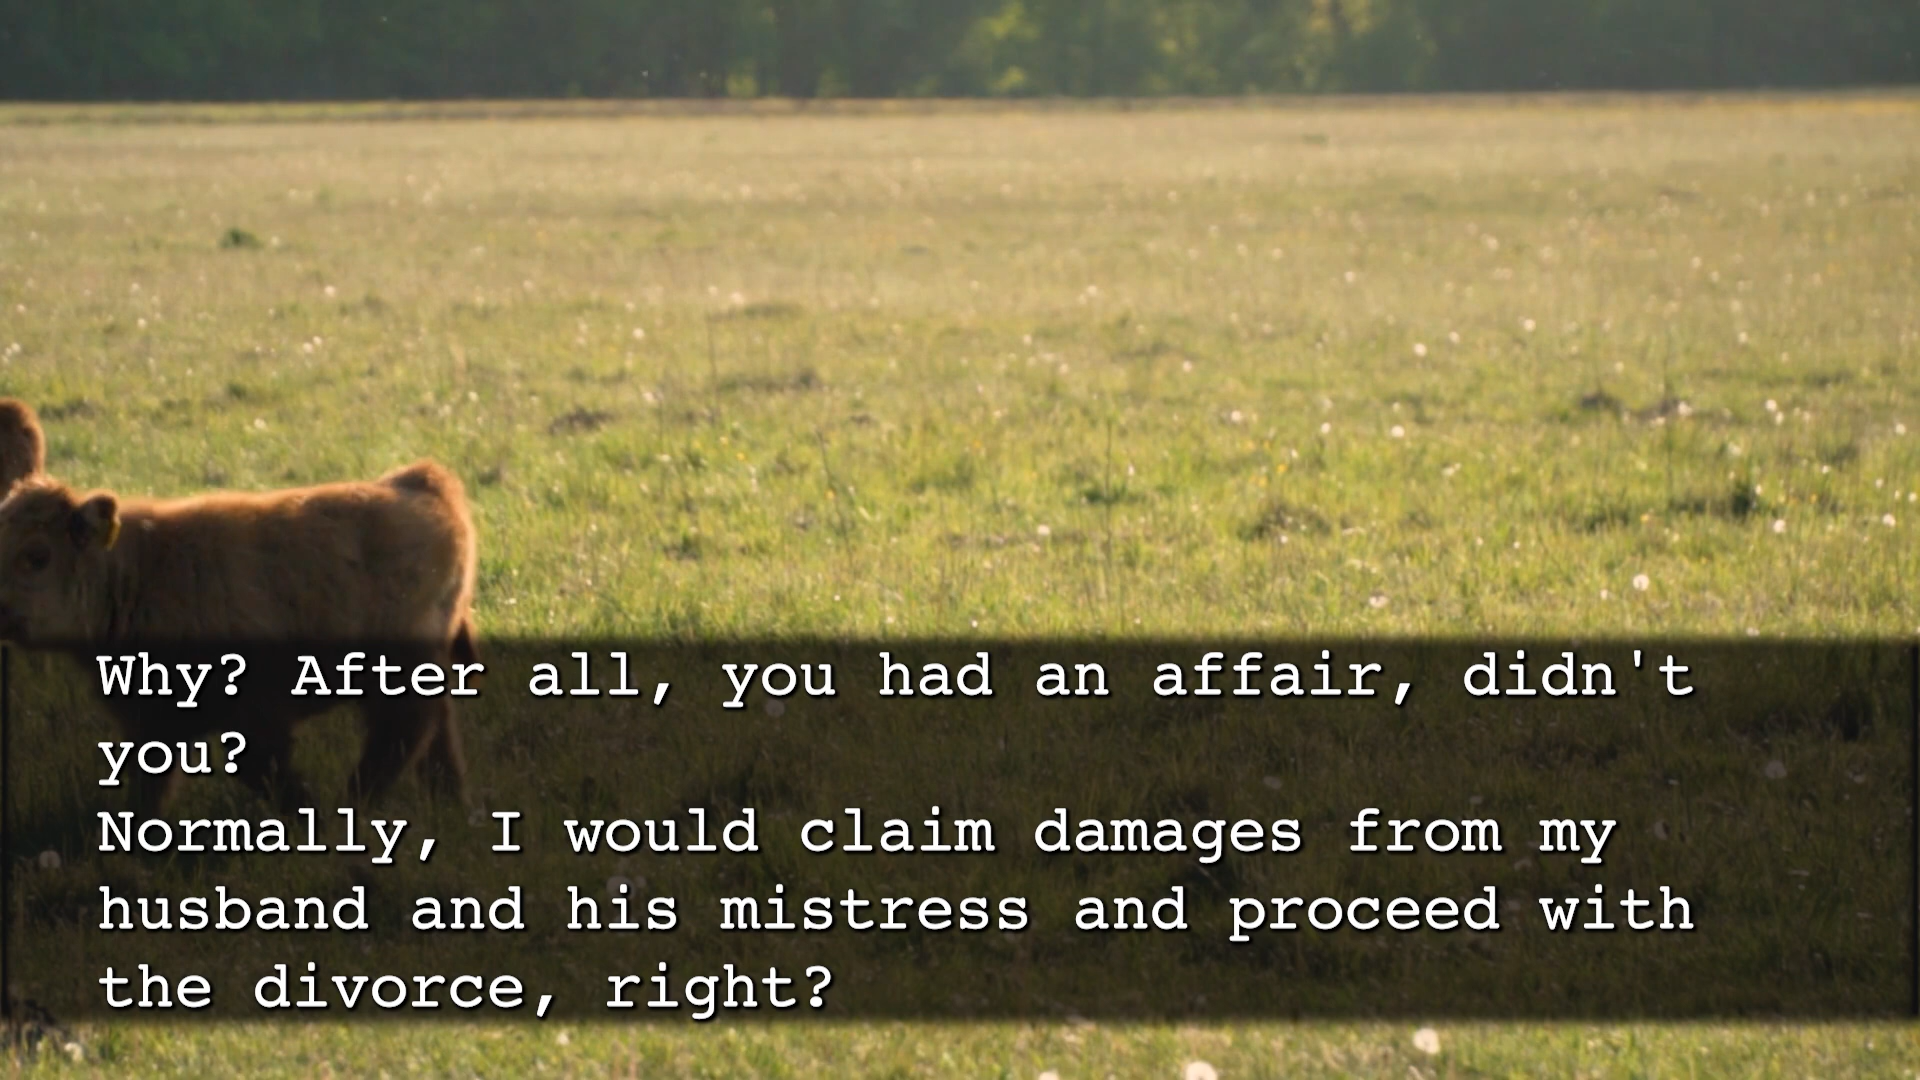 Why? After all, you had an affair, didn't
you?
Normally, I would claim damages from my
husband and his mistress and proceed with
the divorce, right?